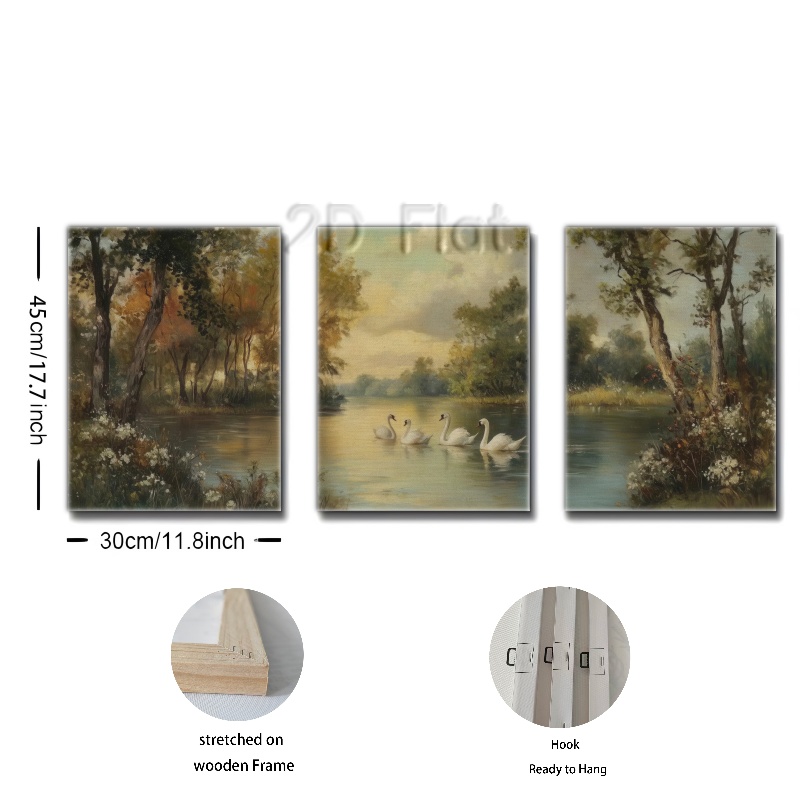 2D Flat
45cm/17.7inch
30cm/11.8inch
stretched on
wooden Frame
Hook
Ready to Hang